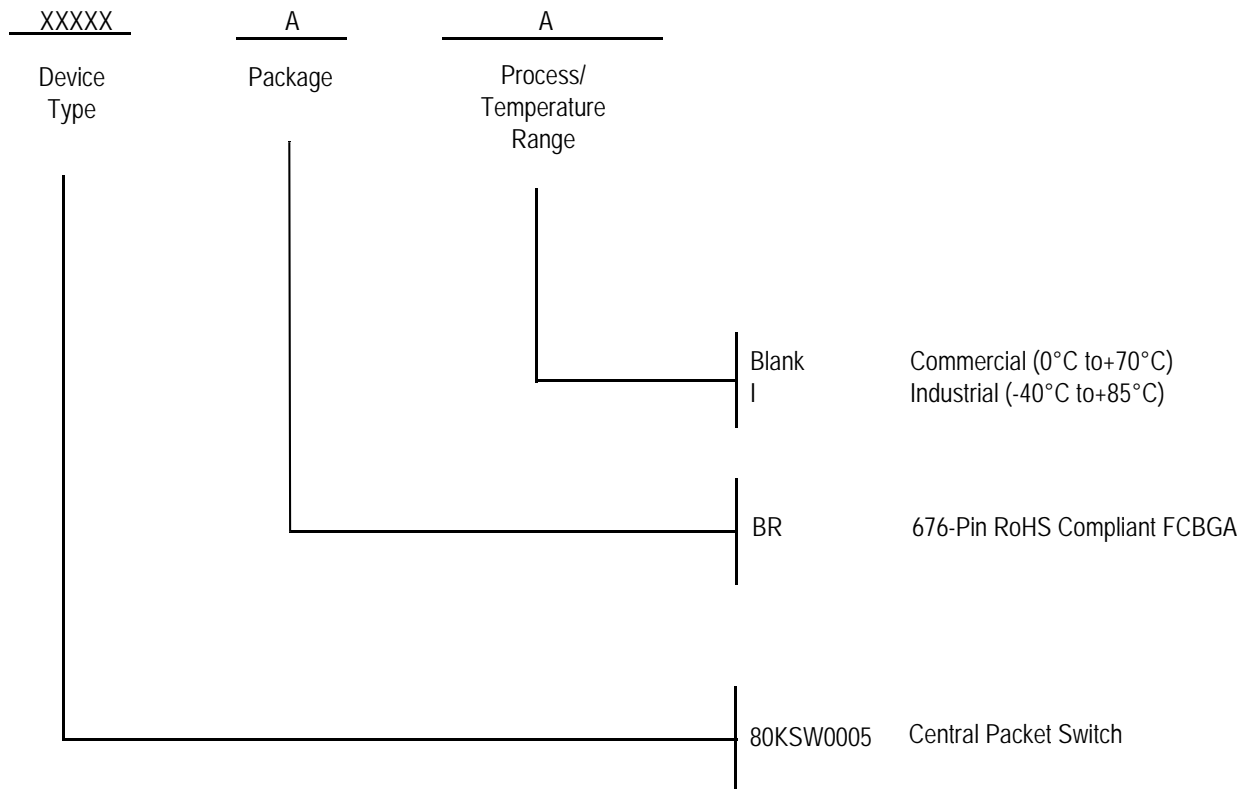 XXXXX A A
Device Type
Package
Process/
Temperature
Range
Blank Commercial (0°C to+70°C)
I Industrial (-40°C to+85°C)
BR 676-Pin RoHS Compliant FCBGA
80KSW0005 Central Packet Switch